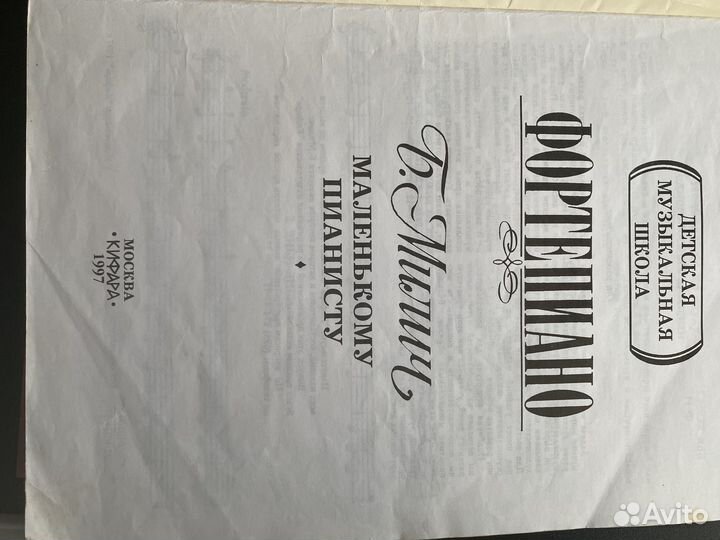 ДЕТСКАЯ
МУЗЫКАЛЬНАЯ
ШКОЛА
ФОРТЕПИАНО
Б. Милич
МАЛЕНЬКОМУ
ПИАНИСТУ
МОСКВА
• КИФАРА •
1997
Avito